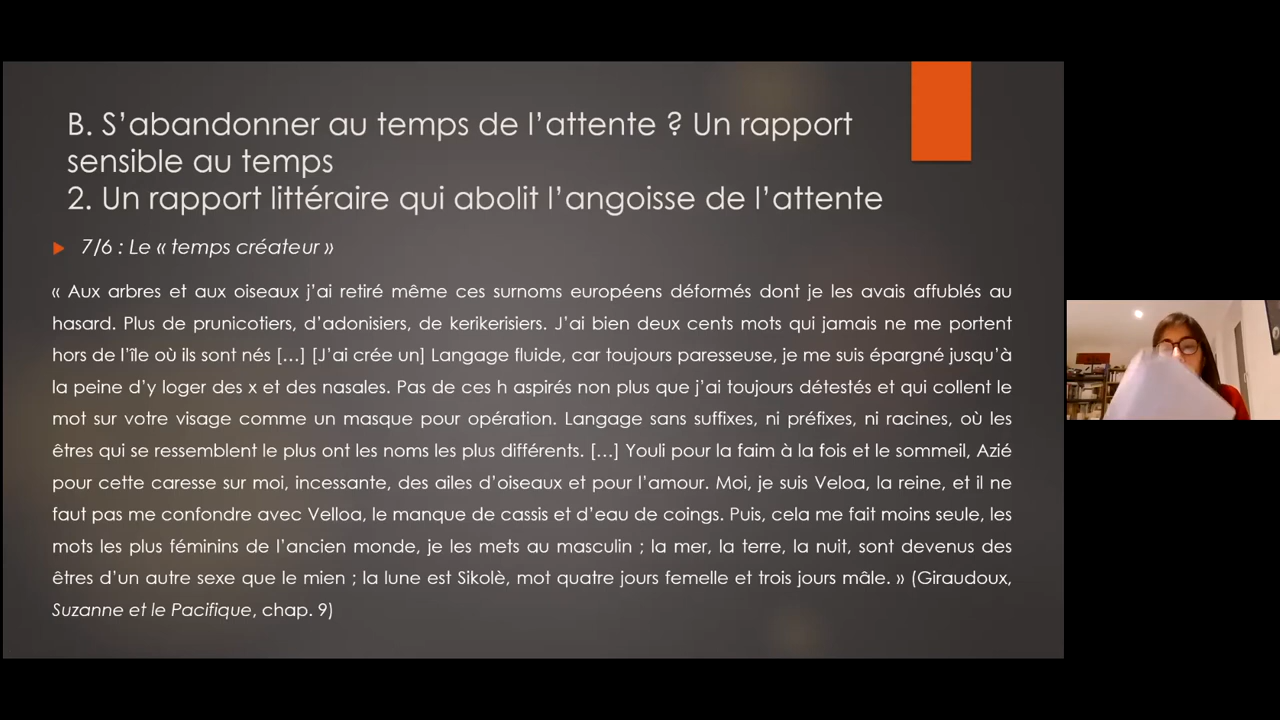 B. S’abandonner au temps de l’attente ? Un rapport
sensible au temps
2. Un rapport littéraire qui abolit l’angoisse de l’attente
7/6 : Le « temps créateur »
« Aux arbres et aux oiseaux j’ai retiré même ces surnoms européens déformés dont je les avais affublés au
hasard. Plus de prunicotiers, d’adonisiers, de kerikerisiers. J’ai bien deux cents mots qui jamais ne me portent
hors de l’île où ils sont nés […] [J’ai crée un] Langage fluide, car toujours paresseuse, je me suis épargné jusqu’à
la peine d’y loger des x et des nasales. Pas de ces h aspirés non plus que j’ai toujours détestés et qui collent le
mot sur votre visage comme un masque pour opération. Langage sans suffixes, ni préfixes, ni racines, où les
êtres qui se ressemblent le plus ont les noms les plus différents. […] Youli pour la faim à la fois et le sommeil, Azié
pour cette caresse sur moi, incessante, des ailes d’oiseaux et pour l’amour. Moi, je suis Veloa, la reine, et il ne
faut pas me confondre avec Velloa, le manque de cassis et d’eau de coings. Puis, cela me fait moins seule, les
mots les plus féminins de l’ancien monde, je les mets au masculin ; la mer, la terre, la nuit, sont devenus des
êtres d’un autre sexe que le mien ; la lune est Sikolè, mot quatre jours femelle et trois jours mâle. » (Giraudoux,
Suzanne et le Pacifique, chap. 9)